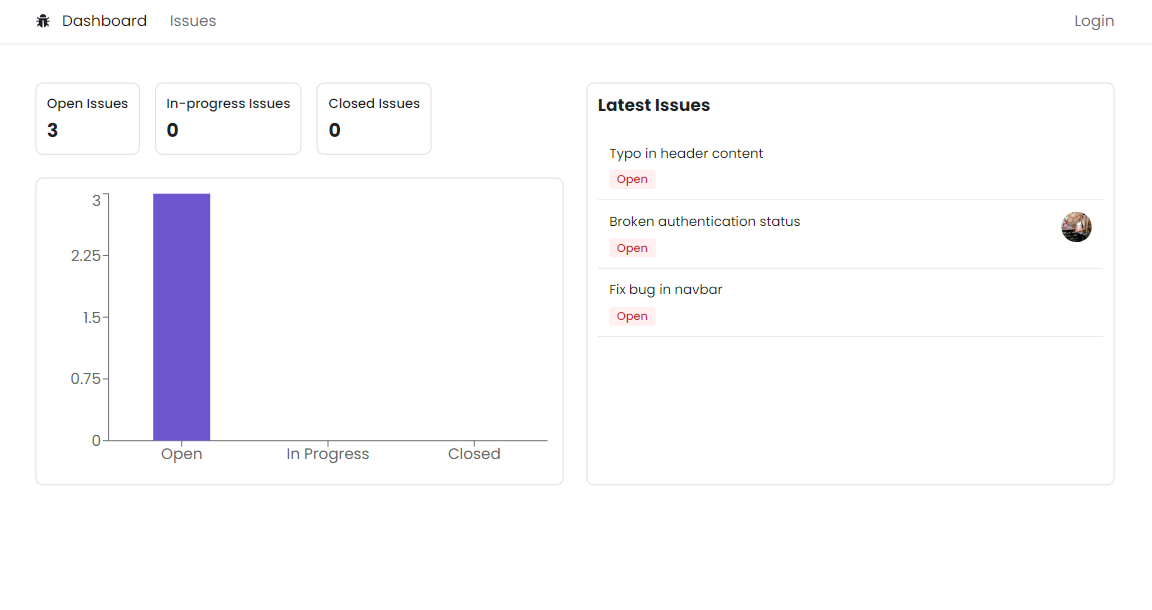 Dashboard Issues Login
Open Issues
3
In-progress Issues
0
Closed Issues
0
3
2.25
1.5
0.75
0
Open In Progress Closed
Latest Issues
Typo in header content
Open
Broken authentication status
Open
Fix bug in navbar
Open